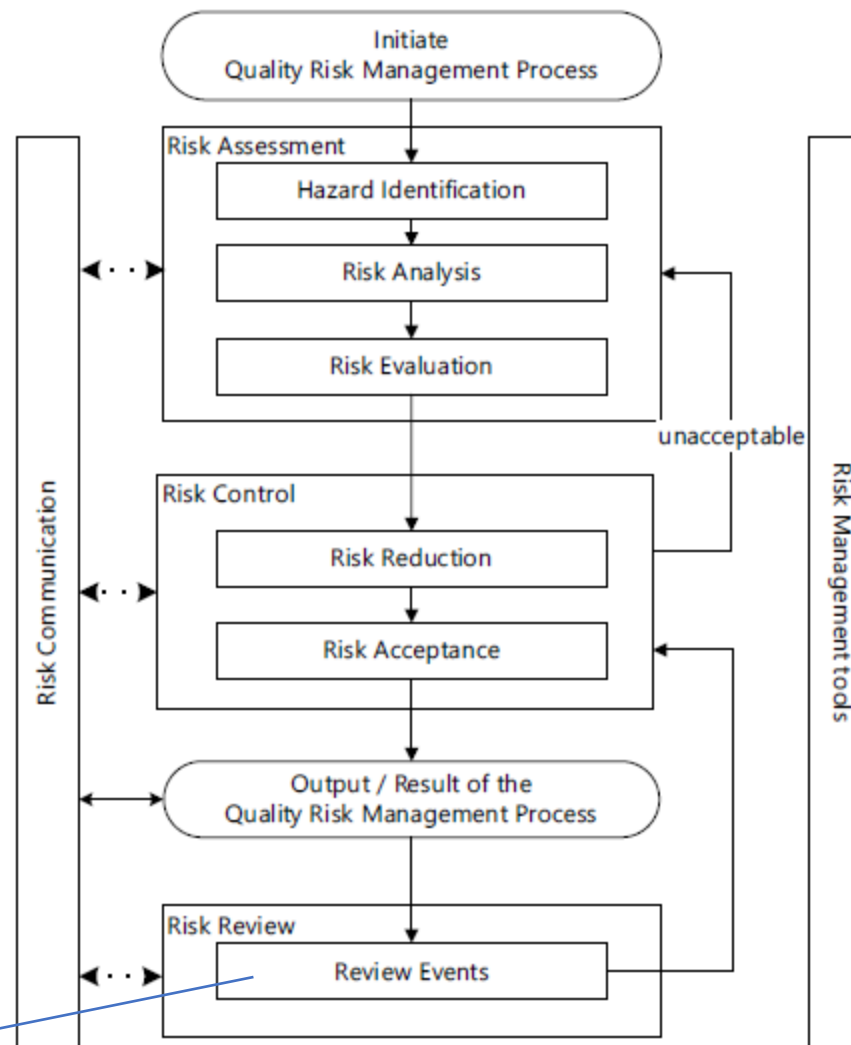 Initiate
Quality Risk Management Process
Risk Assessment
Hazard Identification
Risk Analysis
Risk Evaluation
unacceptable
Risk Control
Risk Reduction
Risk Acceptance
Risk Communication
Risk Management tools
Output / Result of the
Quality Risk Management Process
Risk Review
Review Events